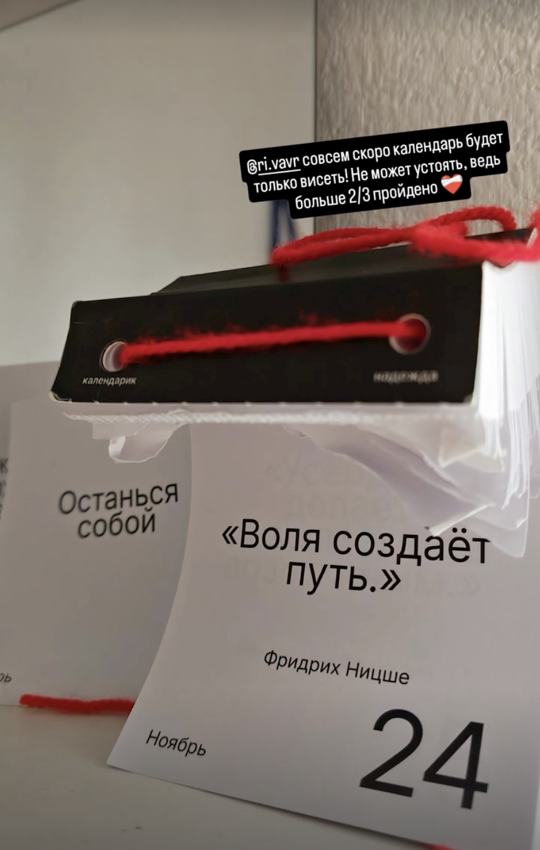 @ri.vavr совсем скоро календарь будет
только висеть! Не может устоять, ведь
больше 2/3 пройдено ❤️‍🩹
календарик
надежда
Останься
собой
«Воля создаёт
путь.»
Фридрих Ницше
Ноябрь
24